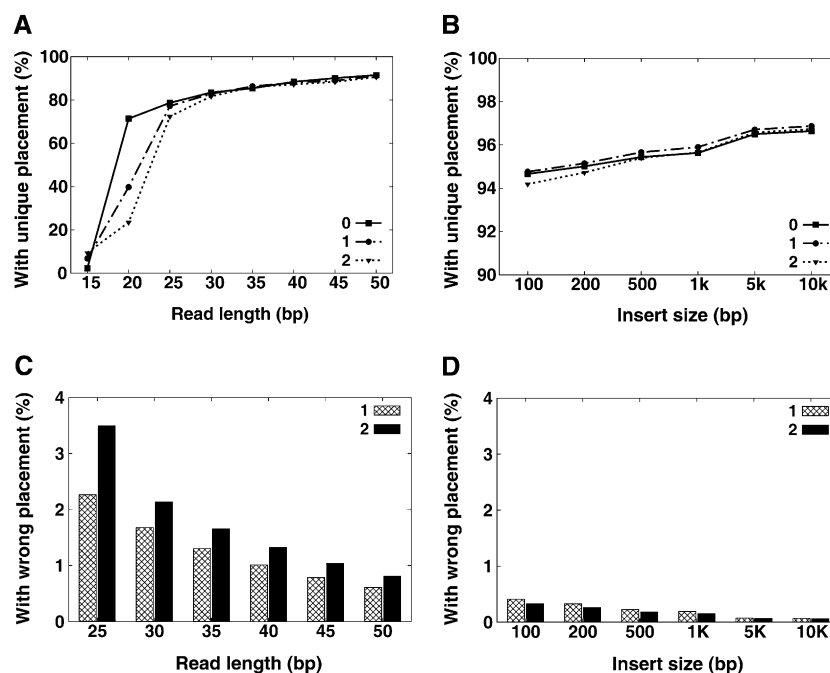 A
With unique placement (%)
100
80
60
40
20
0
0
1
2
15 20 25 30 35 40 45 50
Read length (bp)
B
With unique placement (%)
100
98
96
94
92
90
0
1
2
100 200 500 1k 5k 10k
Insert size (bp)
C
With wrong placement (%)
4
3
2
1
0
1
2
25 30 35 40 45 50
Read length (bp)
D
With wrong placement (%)
4
3
2
1
0
1
2
100 200 500 1K 5K 10K
Insert size (bp)